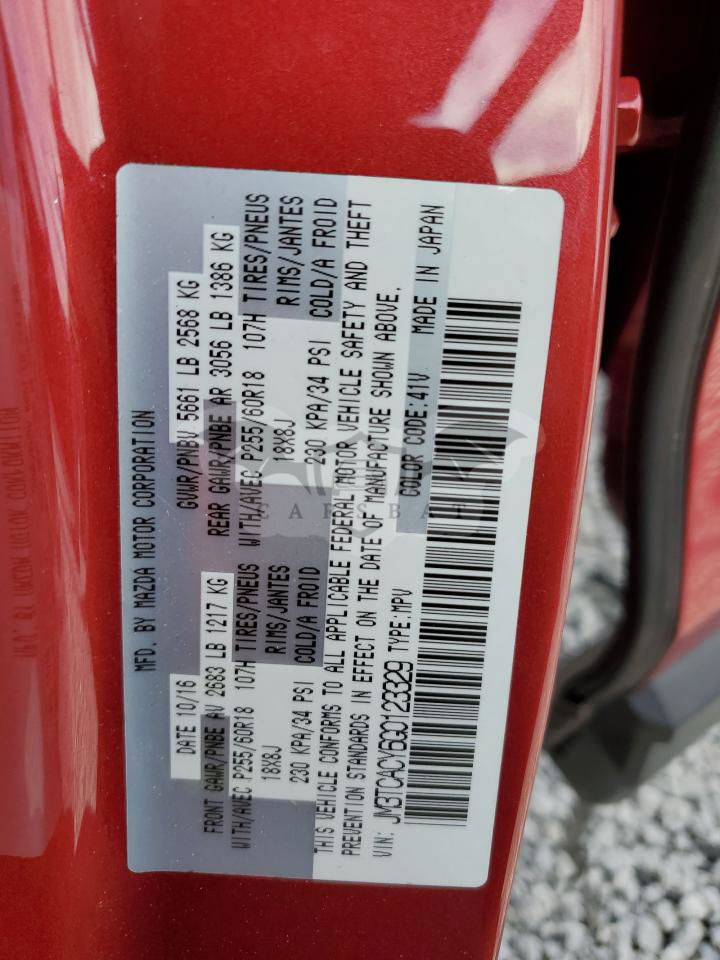 MFD. BY MAZDA MOTOR CORPORATION
DATE 10/16 GVWR/PNBV 5661 LB 2568 KG
FRONT GAWR/PNBE AV 2683 LB 1217 KG REAR GAWR/PNBE AR 3056 LB 1386 KG
WITH/AVEC P255/60R18 107H TIRES/PNEUS WITH/AVEC P255/60R18 107H TIRES/PNEUS
18X8J RIMS/JANTES 18X8J RIMS/JANTES
230 KPA/34 PSI COLD/A FROID 230 KPA/34 PSI COLD/A FROID
THIS VEHICLE CONFORMS TO ALL APPLICABLE FEDERAL MOTOR VEHICLE SAFETY AND THEFT
PREVENTION STANDARDS IN EFFECT ON THE DATE OF MANUFACTURE SHOWN ABOVE.
VIN: JM3TCACY6G0123329 TYPE:MPV COLOR CODE:41V MADE IN JAPAN
CARSBAT